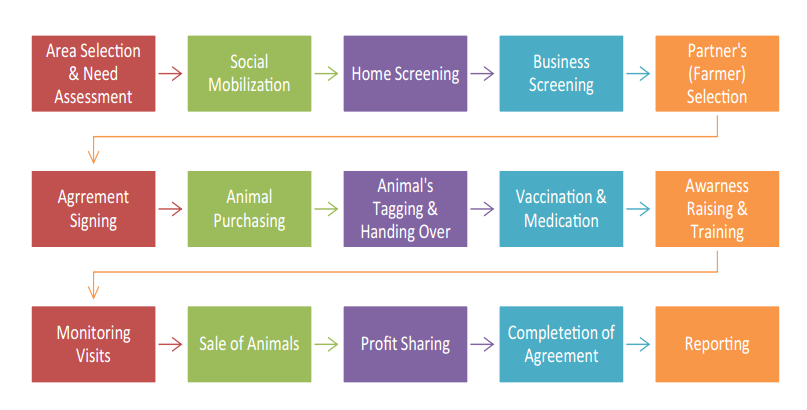 Area Selection
& Need
Assessment
Social
Mobilization
Home Screening
Business
Screening
Partner's
(Farmer)
Selection
Agrrement
Signing
Animal
Purchasing
Animal's
Tagging &
Handing Over
Vaccination &
Medication
Awarness
Raising &
Training
Monitoring
Visits
Sale of Animals
Profit Sharing
Completetion of
Agreement
Reporting